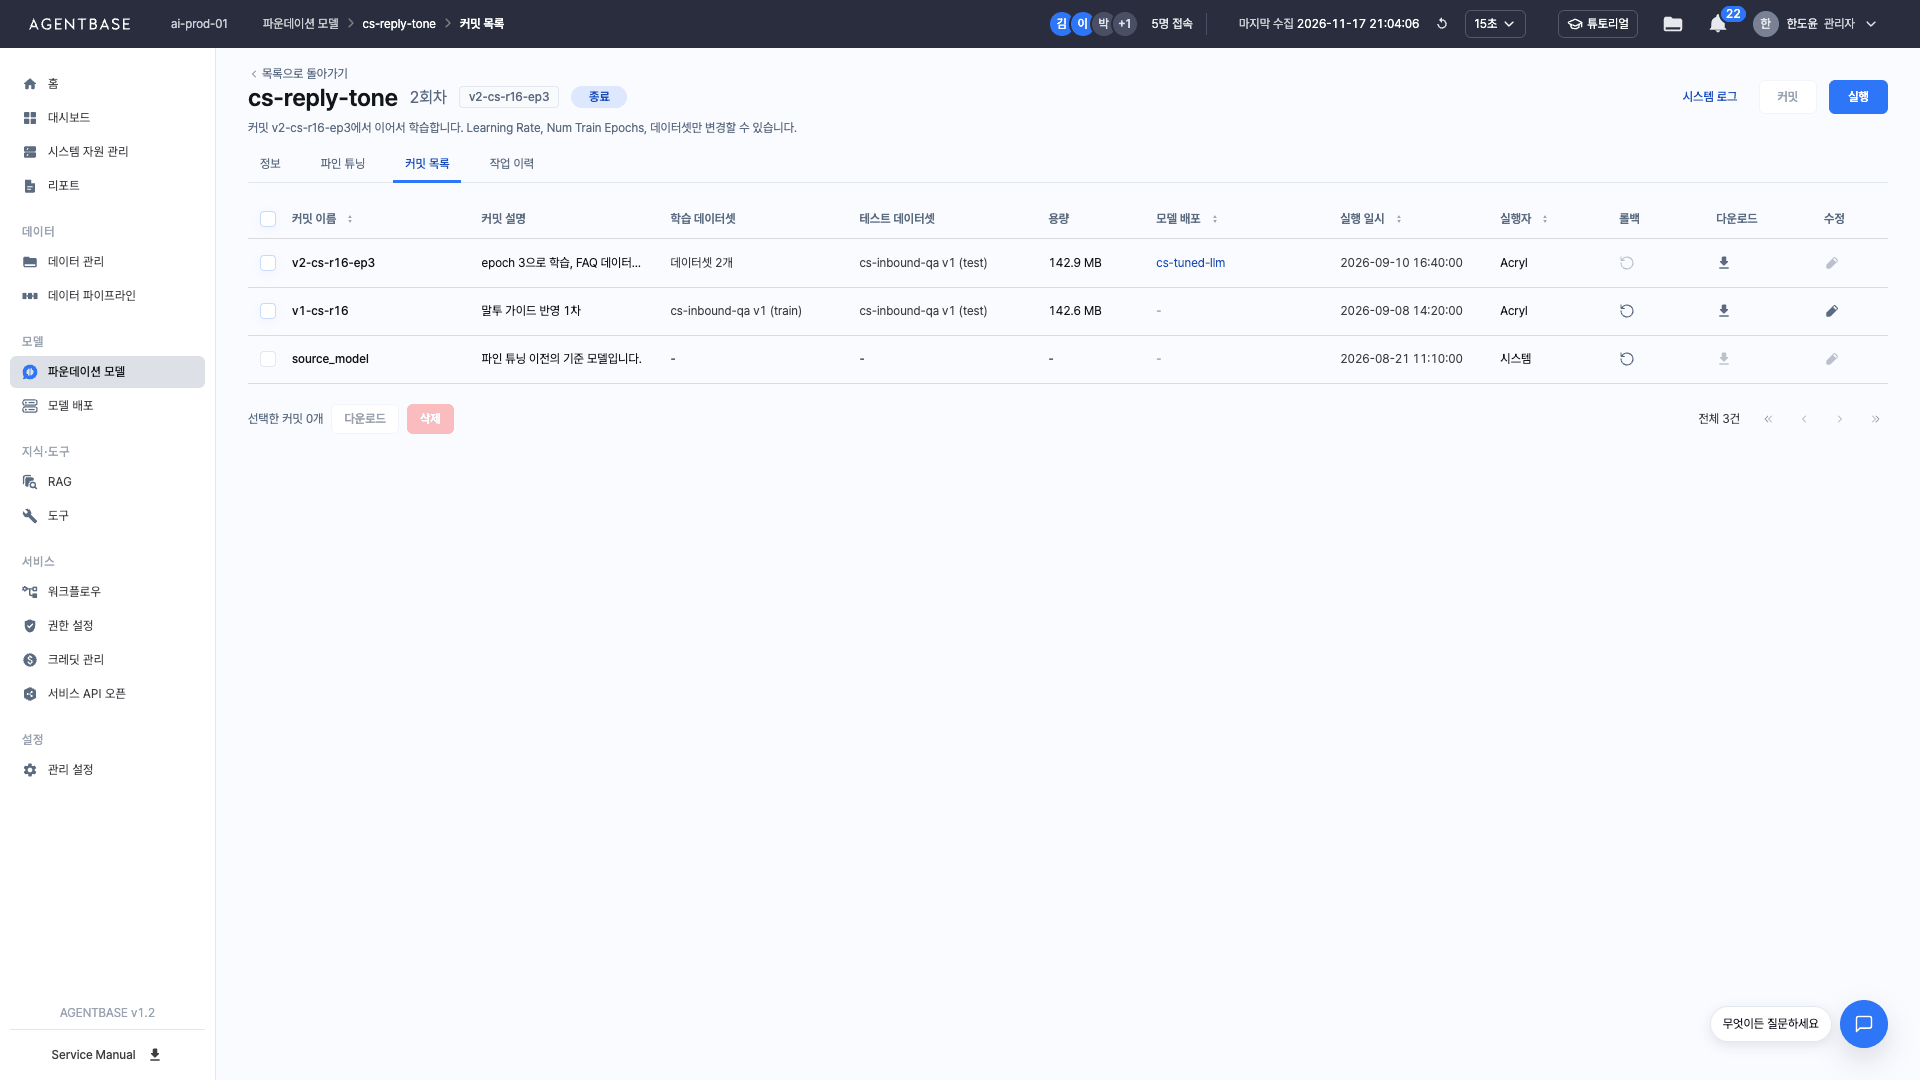 AGENTBASE
ai-prod-01
파운데이션 모델 > cs-reply-tone > 커밋 목록
김 이 박 +1 5명 접속
마지막 수집 2026-11-17 21:04:06
15초
튜토리얼
22
한 한도윤 관리자
홈
대시보드
시스템 자원 관리
리포트
데이터
데이터 관리
데이터 파이프라인
모델
파운데이션 모델
모델 배포
지식·도구
RAG
도구
서비스
워크플로우
권한 설정
크레딧 관리
서비스 API 오픈
설정
관리 설정
AGENTBASE v1.2
Service Manual
목록으로 돌아가기
cs-reply-tone 2회차 v2-cs-r16-ep3 종료
시스템 로그 커밋 실행
커밋 v2-cs-r16-ep3에서 이어서 학습합니다. Learning Rate, Num Train Epochs, 데이터셋만 변경할 수 있습니다.
정보 파인 튜닝 커밋 목록 작업 이력
커밋 이름 커밋 설명 학습 데이터셋 테스트 데이터셋 용량 모델 배포 실행 일시 실행자 롤백 다운로드 수정
v2-cs-r16-ep3 epoch 3으로 학습, FAQ 데이터... 데이터셋 2개 cs-inbound-qa v1 (test) 142.9 MB cs-tuned-llm 2026-09-10 16:40:00 Acryl
v1-cs-r16 말투 가이드 반영 1차 cs-inbound-qa v1 (train) cs-inbound-qa v1 (test) 142.6 MB - 2026-09-08 14:20:00 Acryl
source_model 파인 튜닝 이전의 기준 모델입니다. - - - - 2026-08-21 11:10:00 시스템
선택한 커밋 0개 다운로드 삭제
전체 3건 « ‹ › »
무엇이든 질문하세요